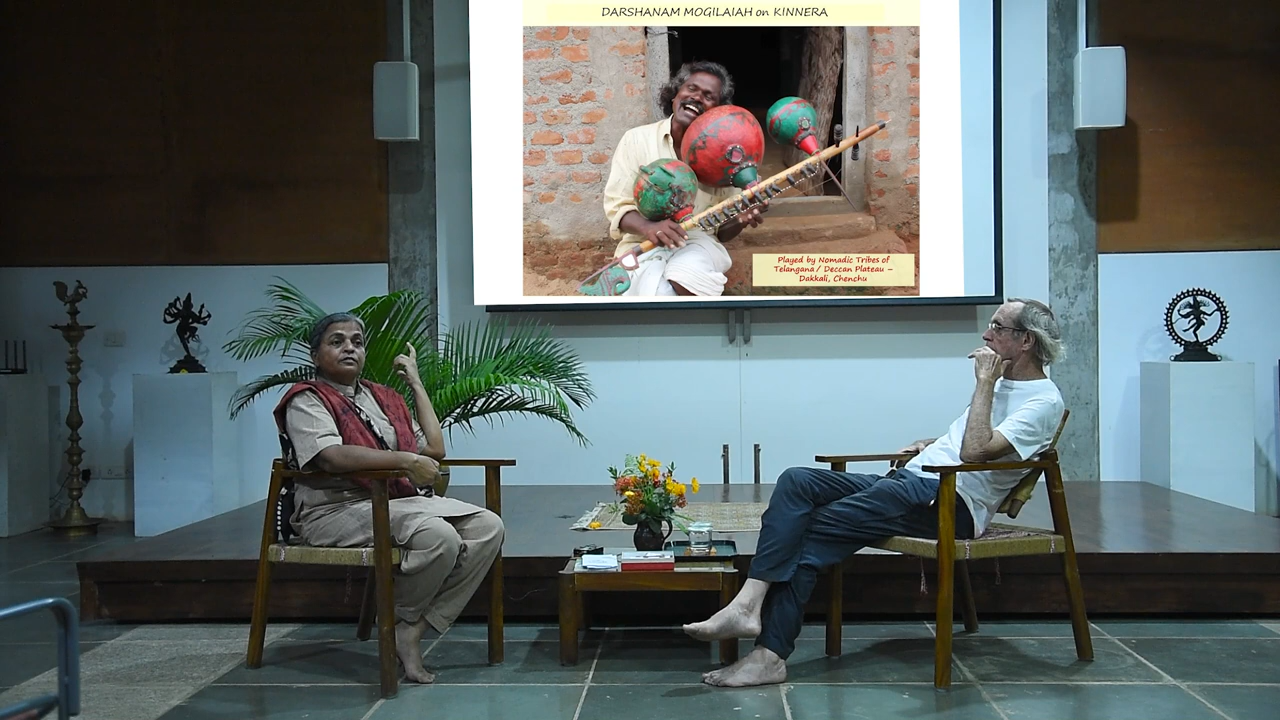 DARSHANAM MOGILAIAH on KINNERA
Played by Nomadic Tribes of
Telangana / Deccan Plateau –
Dakkali, Chenchu